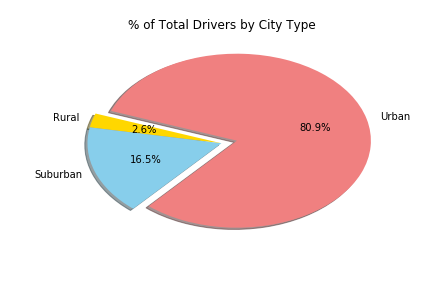 % of Total Drivers by City Type
Rural
2.6%
Urban
80.9%
Suburban
16.5%